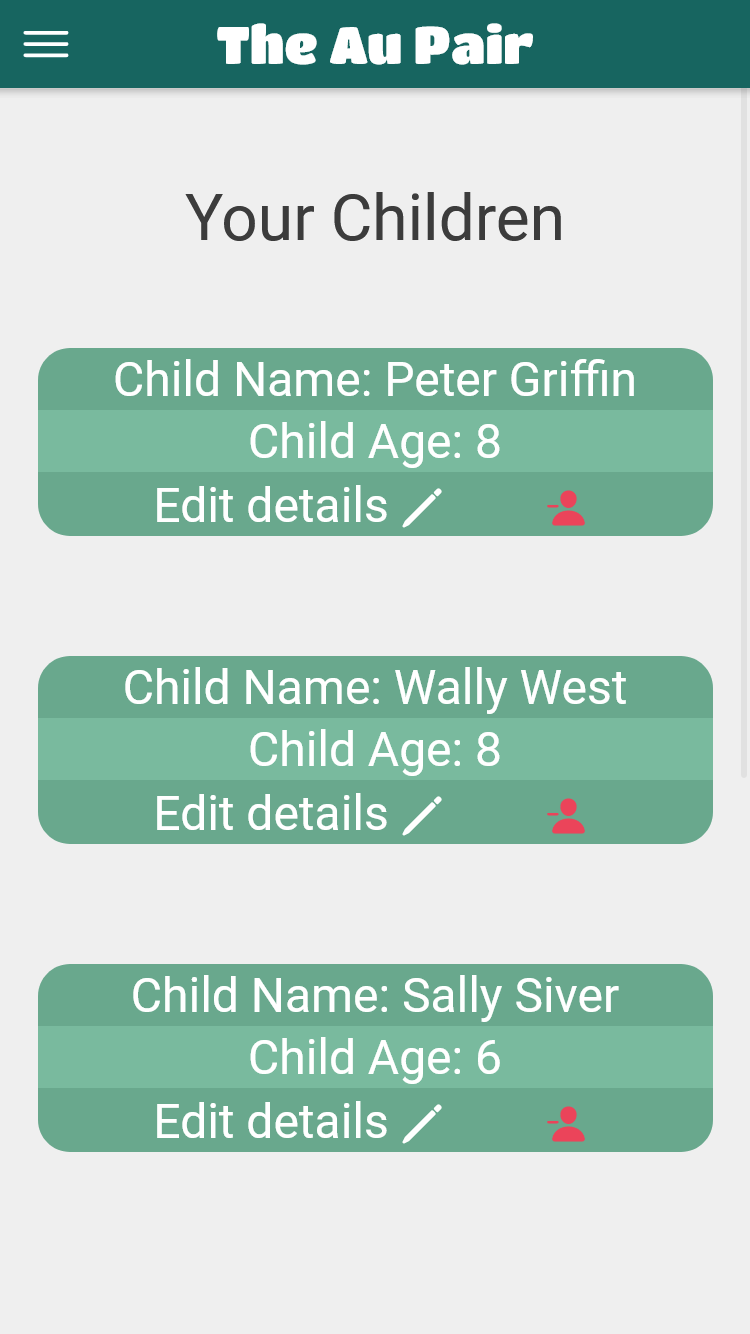 The Au Pair
Your Children
Child Name: Peter Griffin
Child Age: 8
Edit details
Child Name: Wally West
Child Age: 8
Edit details
Child Name: Sally Siver
Child Age: 6
Edit details